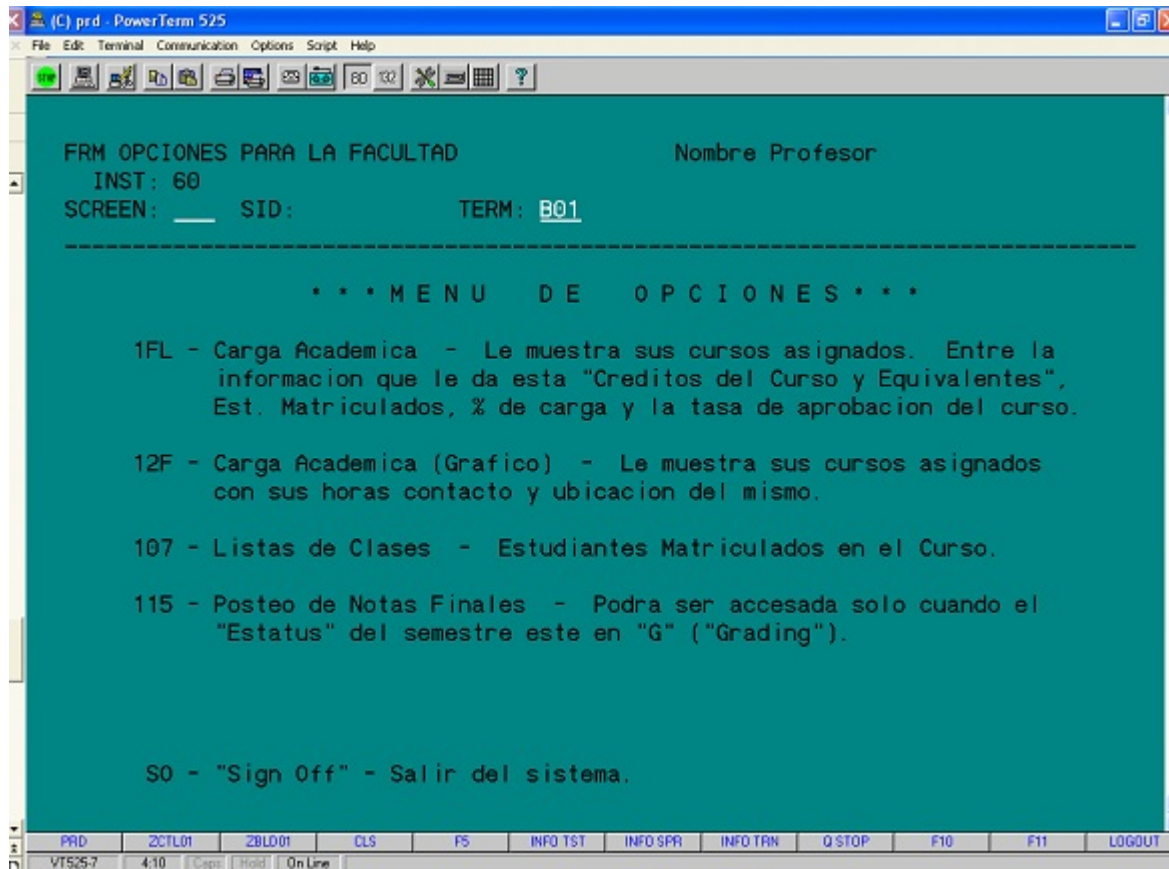 (C) prd - PowerTerm 525
File Edit Terminal Communication Options Script Help
STOP 80 132 ?
FRM OPCIONES PARA LA FACULTAD Nombre Profesor
INST: 60
SCREEN: ___ SID: TERM: B01
* * * M E N U D E O P C I O N E S * * *
1FL - Carga Academica - Le muestra sus cursos asignados. Entre la
informacion que le da esta "Creditos del Curso y Equivalentes",
Est. Matriculados, % de carga y la tasa de aprobacion del curso.
12F - Carga Academica (Grafico) - Le muestra sus cursos asignados
con sus horas contacto y ubicacion del mismo.
107 - Listas de Clases - Estudiantes Matriculados en el Curso.
115 - Posteo de Notas Finales - Podra ser accesada solo cuando el
"Estatus" del semestre este en "G" ("Grading").
SO - "Sign Off" - Salir del sistema.
PRD ZCTL01 ZBLD01 CLS F5 INFO TST INFO SPR INFO TRN Q STOP F10 F11 LOGOUT
VT525-7 4:10 Caps Hold On Line